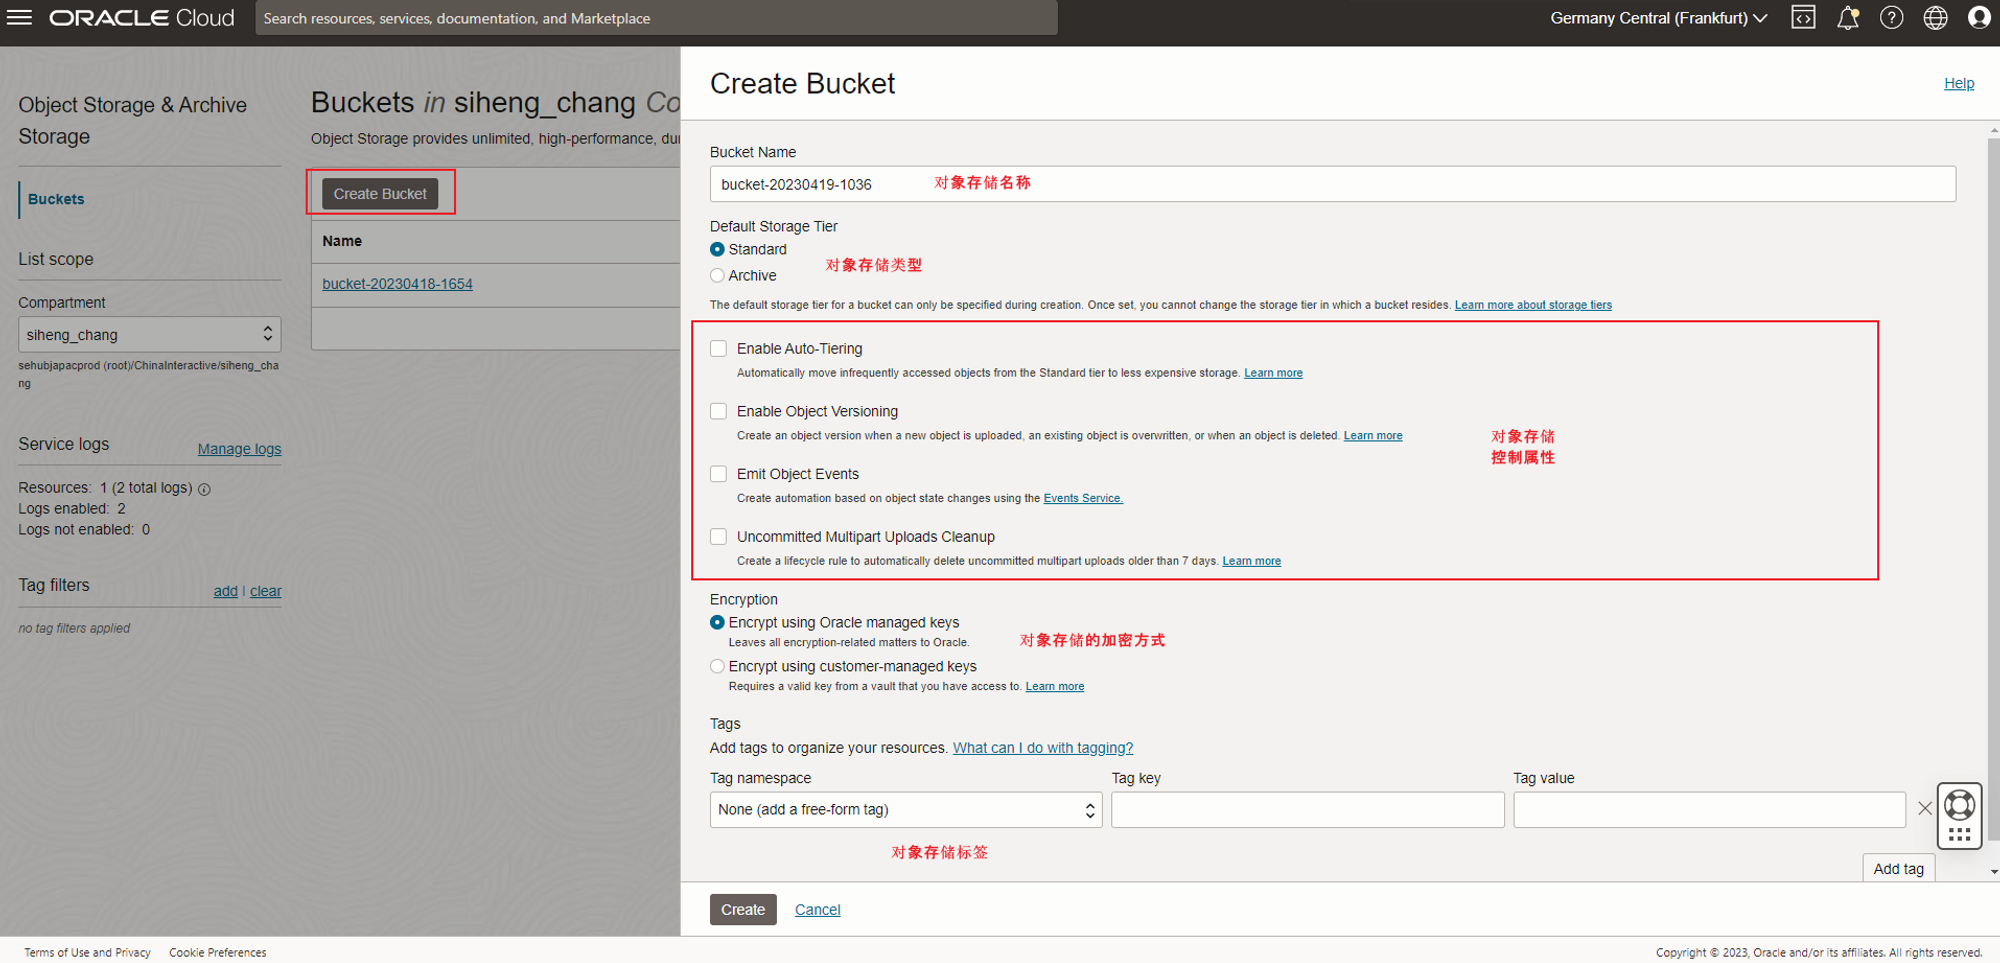 ORACLE Cloud
Search resources, services, documentation, and Marketplace
Germany Central (Frankfurt)
Object Storage & Archive
Storage
Buckets
List scope
Compartment
siheng_chang
sehubjapacprod (root)/ChinaInteractive/siheng_cha
ng
Service logs
Manage logs
Resources: 1 (2 total logs)
Logs enabled: 2
Logs not enabled: 0
Tag filters
add | clear
no tag filters applied
Buckets in siheng_chang Co
Object Storage provides unlimited, high-performance, du
Create Bucket
Name
bucket-20230418-1654
Create Bucket
Help
Bucket Name
bucket-20230419-1036
对象存储名称
Default Storage Tier
Standard
Archive
对象存储类型
The default storage tier for a bucket can only be specified during creation. Once set, you cannot change the storage tier in which a bucket resides. Learn more about storage tiers
Enable Auto-Tiering
Automatically move infrequently accessed objects from the Standard tier to less expensive storage. Learn more
Enable Object Versioning
Create an object version when a new object is uploaded, an existing object is overwritten, or when an object is deleted. Learn more
对象存储
控制属性
Emit Object Events
Create automation based on object state changes using the Events Service.
Uncommitted Multipart Uploads Cleanup
Create a lifecycle rule to automatically delete uncommitted multipart uploads older than 7 days. Learn more
Encryption
Encrypt using Oracle managed keys
Leaves all encryption-related matters to Oracle.
对象存储的加密方式
Encrypt using customer-managed keys
Requires a valid key from a vault that you have access to. Learn more
Tags
Add tags to organize your resources. What can I do with tagging?
Tag namespace
Tag key
Tag value
None (add a free-form tag)
对象存储标签
Add tag
Create
Cancel
Terms of Use and Privacy
Cookie Preferences
Copyright © 2023, Oracle and/or its affiliates. All rights reserved.